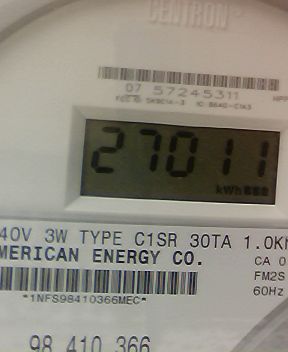 CENTRON
07 57245311
27011
kWh
40V 3W TYPE C1SR 30TA 1.0K
MERICAN ENERGY CO.
CA 0
FM2S
60Hz
*1NFS98410366MEC*
98 410 366